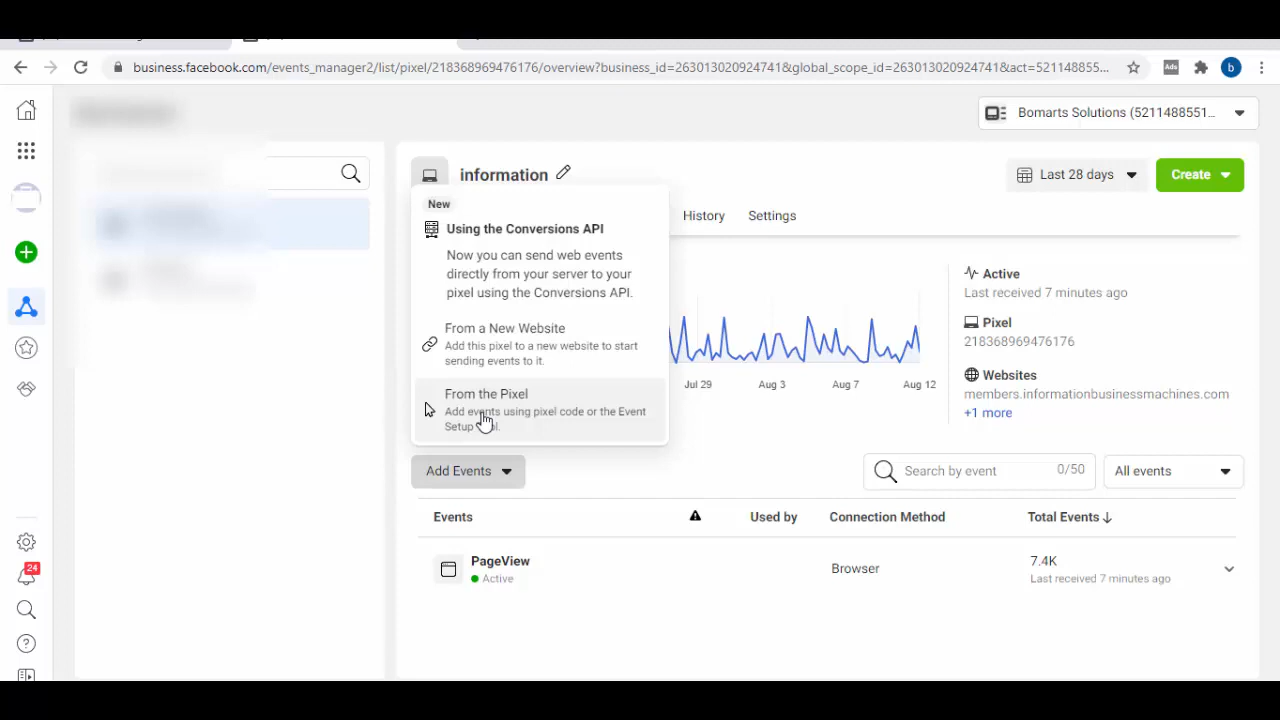 business.facebook.com/events_manager2/list/pixel/218368969476176/overview?business_id=263013020924741&global_scope_id=263013020924741&act=521148855...
Ads
b
Bomarts Solutions (5211488551...
information
Last 28 days
Create
New
Using the Conversions API
Now you can send web events
directly from your server to your
pixel using the Conversions API.
From a New Website
Add this pixel to a new website to start
sending events to it.
From the Pixel
Add events using pixel code or the Event
Setup
History
Settings
Active
Last received 7 minutes ago
Pixel
218368969476176
Websites
members.informationbusinessmachines.com
+1 more
Jul 29
Aug 3
Aug 7
Aug 12
Add Events
Search by event
0/50
All events
Events
Used by
Connection Method
Total Events
PageView
Active
Browser
7.4K
Last received 7 minutes ago
24